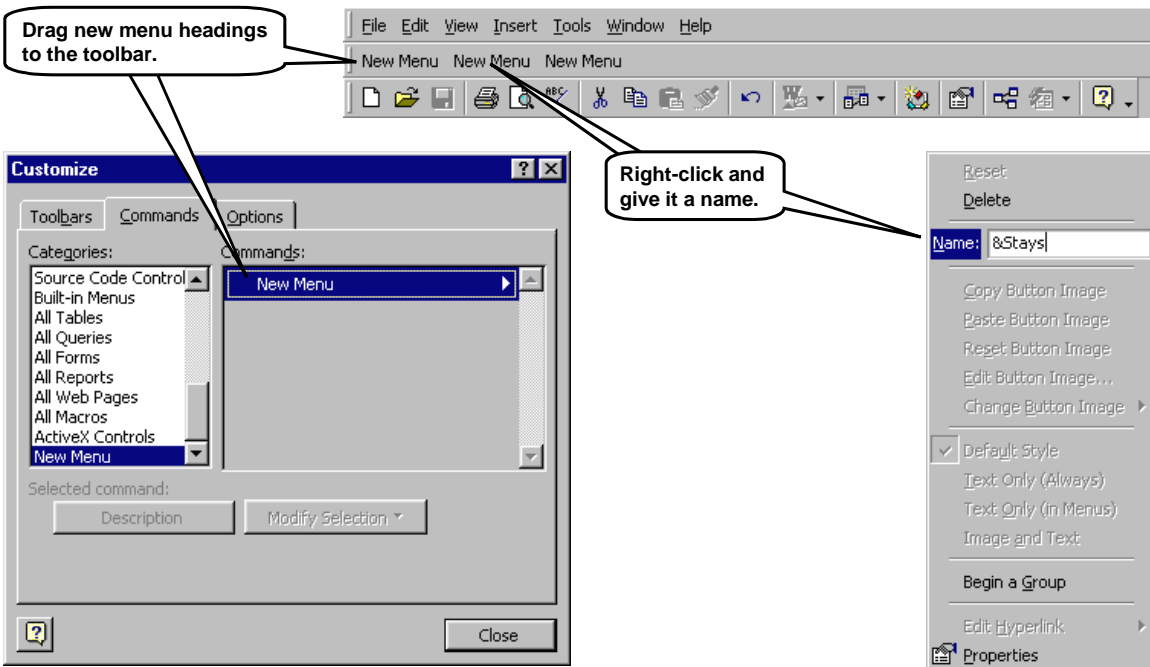 Drag new menu headings
to the toolbar.
File Edit View Insert Tools Window Help
New Menu New Menu New Menu
ABC
Customize
Toolbars Commands Options
Categories:
Source Code Control
Built-in Menus
All Tables
All Queries
All Forms
All Reports
All Web Pages
All Macros
ActiveX Controls
New Menu
Commands:
New Menu
Selected command:
Description Modify Selection
Close
Right-click and
give it a name.
Reset
Delete
Name: &Stays
Copy Button Image
Paste Button Image
Reset Button Image
Edit Button Image...
Change Button Image
Default Style
Text Only (Always)
Text Only (in Menus)
Image and Text
Begin a Group
Edit Hyperlink
Properties